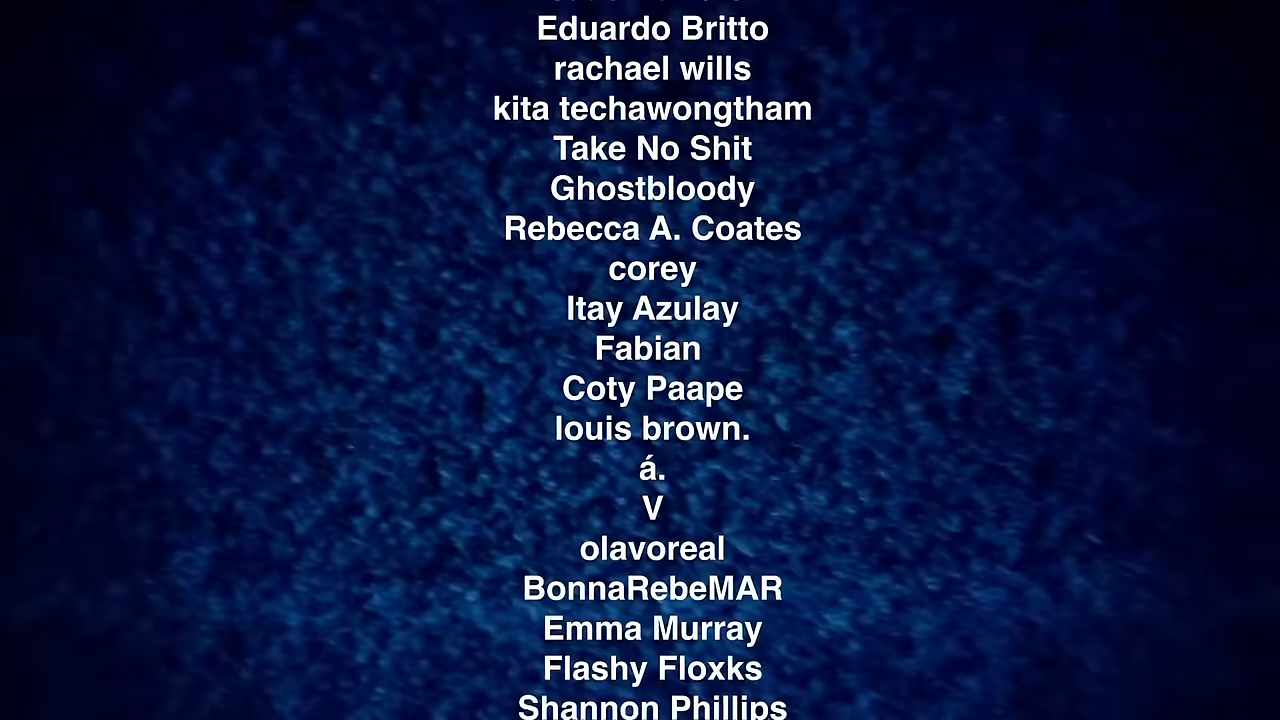 Eduardo Britto
rachael wills
kita techawongtham
Take No Shit
Ghostbloody
Rebecca A. Coates
corey
Itay Azulay
Fabian
Coty Paape
louis brown.
á.
V
olavoreal
BonnaRebeMAR
Emma Murray
Flashy Floxks
Shannon Phillips